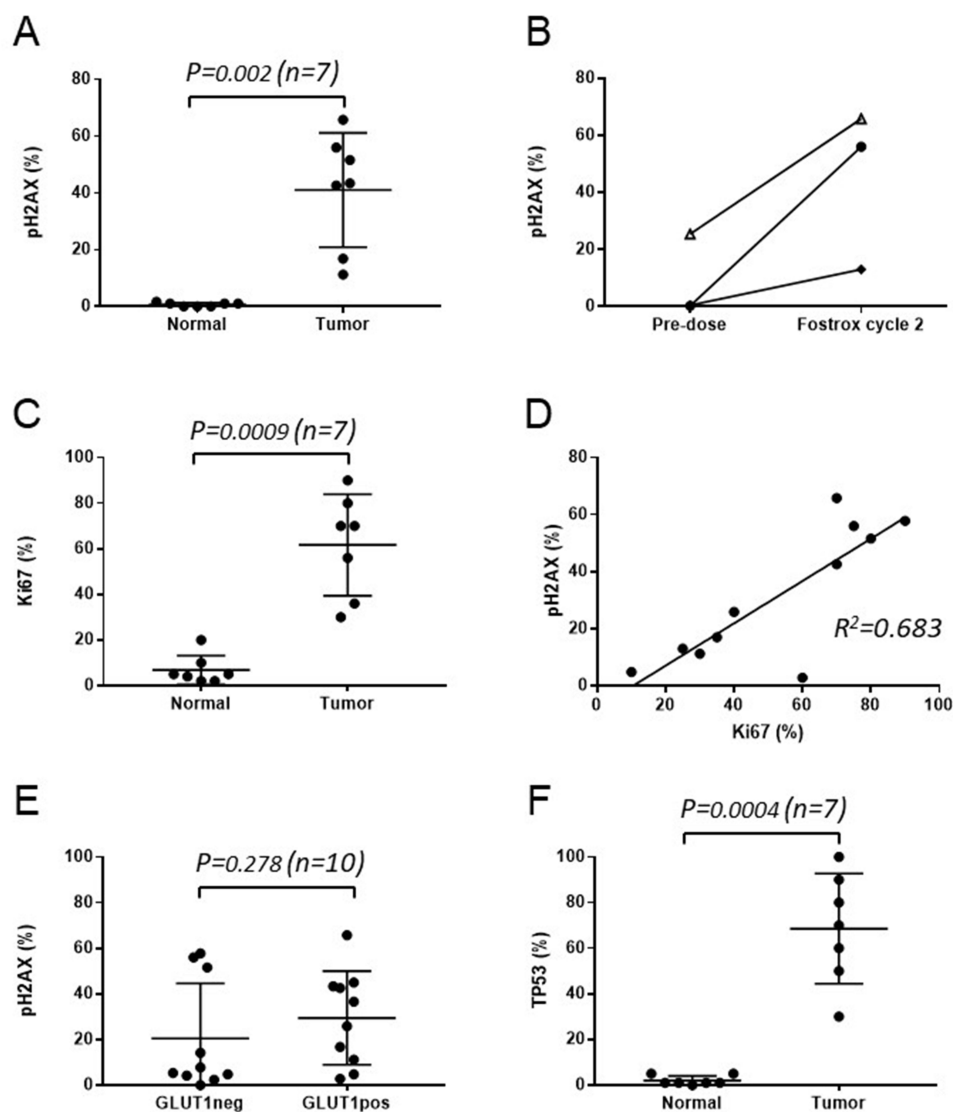 A
P=0.002 (n=7)
pH2AX (%)
80
60
40
20
0
Normal Tumor
B
pH2AX (%)
80
60
40
20
0
Pre-dose Fostrox cycle 2
C
P=0.0009 (n=7)
Ki67 (%)
100
80
60
40
20
0
Normal Tumor
D
pH2AX (%)
80
60
40
20
0
R²=0.683
0 20 40 60 80 100
Ki67 (%)
E
P=0.278 (n=10)
pH2AX (%)
100
80
60
40
20
0
GLUT1neg GLUT1pos
F
P=0.0004 (n=7)
TP53 (%)
100
80
60
40
20
0
Normal Tumor